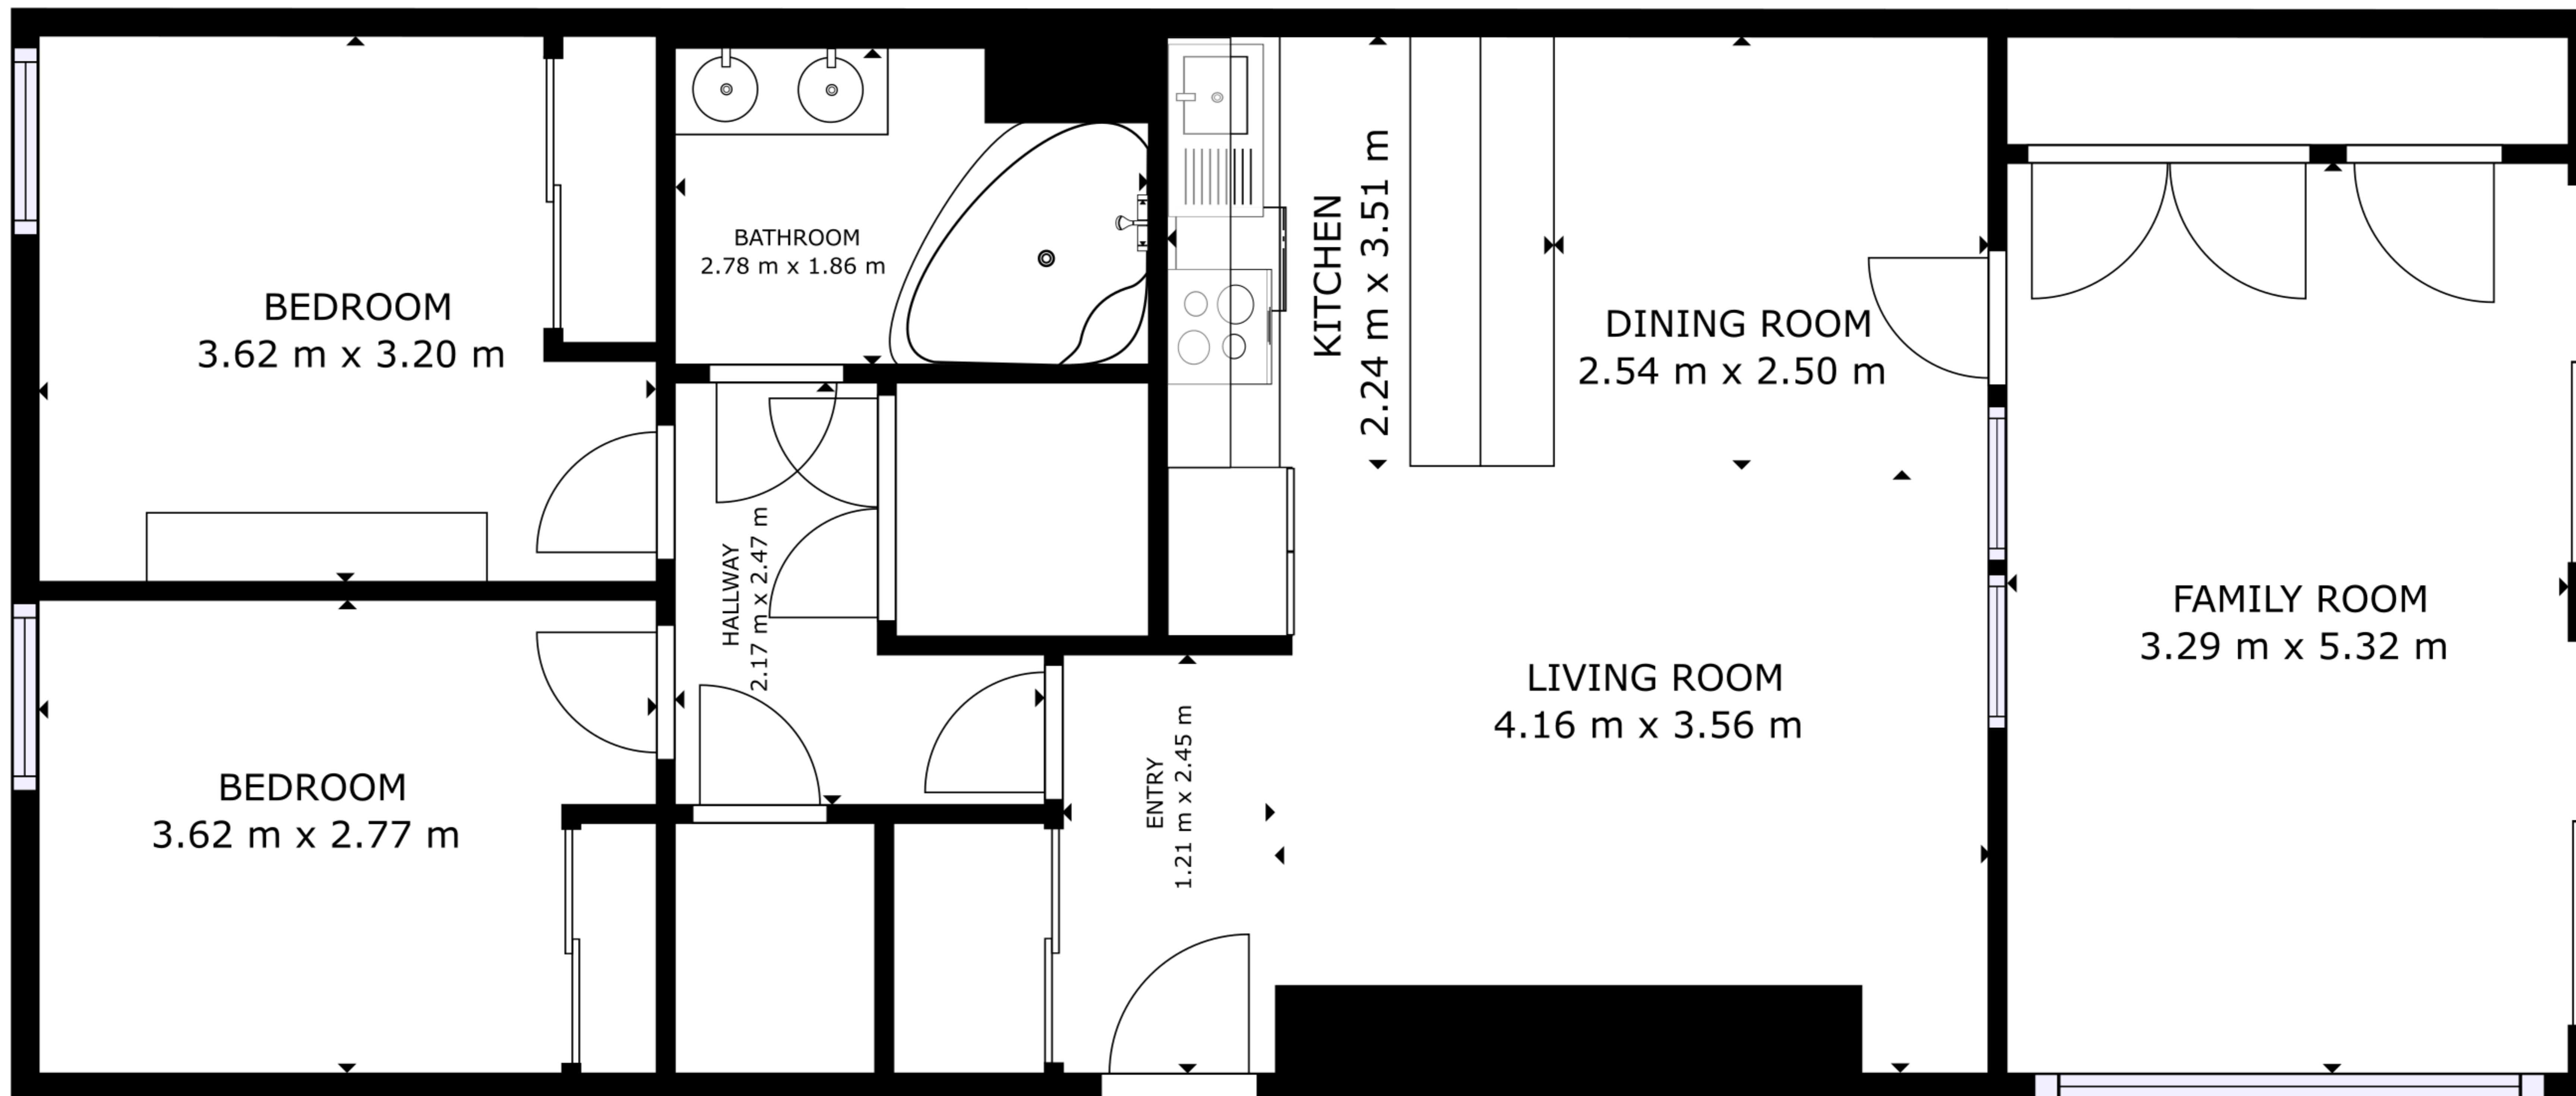 BEDROOM
3.62 m x 3.20 m
BATHROOM
2.78 m x 1.86 m
KITCHEN
2.24 m x 3.51 m
DINING ROOM
2.54 m x 2.50 m
HALLWAY
2.17 m x 2.47 m
FAMILY ROOM
3.29 m x 5.32 m
LIVING ROOM
4.16 m x 3.56 m
ENTRY
1.21 m x 2.45 m
BEDROOM
3.62 m x 2.77 m